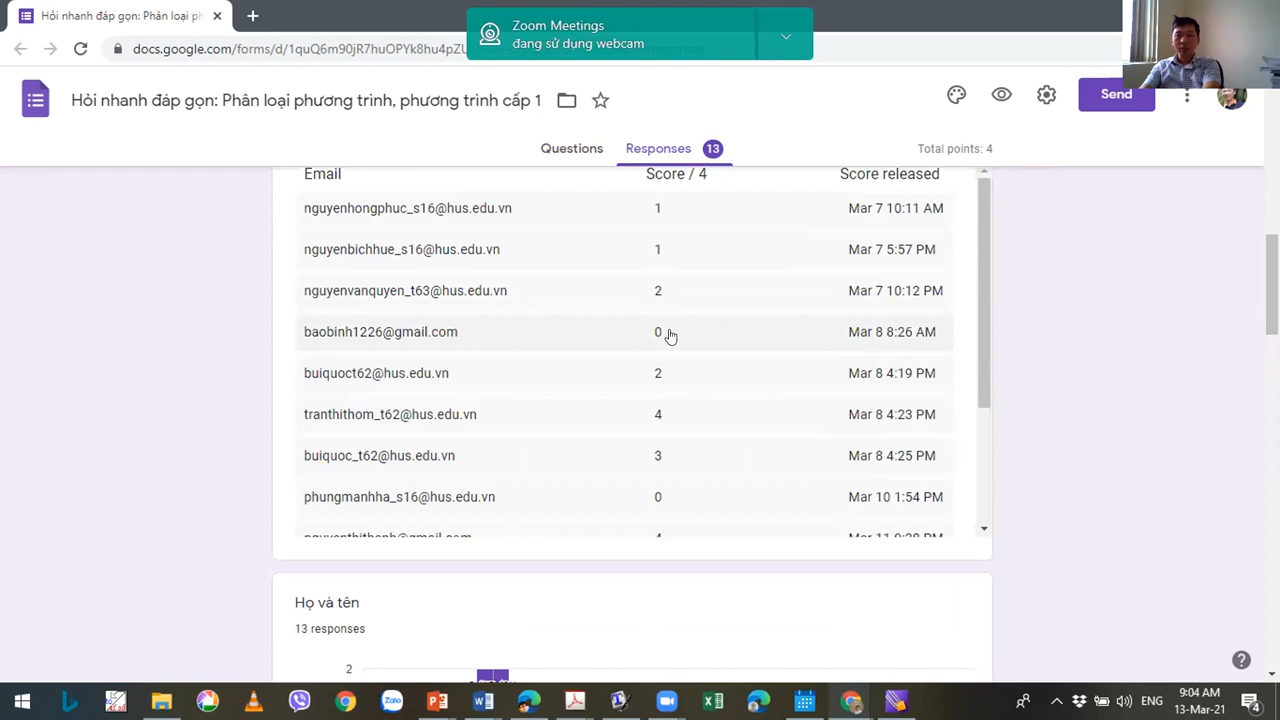 Hỏi nhanh đáp gọn: Phân loại ph
Zoom Meetings
đang sử dụng webcam
docs.google.com/forms/d/1quQ6m90jR7huOPYk8hu4pZU
Hỏi nhanh đáp gọn: Phân loại phương trình, phương trình cấp 1
Send
Questions
Responses 13
Total points: 4
Email Score / 4 Score released
nguyenhongphuc_s16@hus.edu.vn 1 Mar 7 10:11 AM
nguyenbichhue_s16@hus.edu.vn 1 Mar 7 5:57 PM
nguyenvanquyen_t63@hus.edu.vn 2 Mar 7 10:12 PM
baobinh1226@gmail.com 0 Mar 8 8:26 AM
buiquoct62@hus.edu.vn 2 Mar 8 4:19 PM
tranthithom_t62@hus.edu.vn 4 Mar 8 4:23 PM
buiquoc_t62@hus.edu.vn 3 Mar 8 4:25 PM
phungmanhha_s16@hus.edu.vn 0 Mar 10 1:54 PM
Họ và tên
13 responses
2
ENG
9:04 AM
13-Mar-21
4